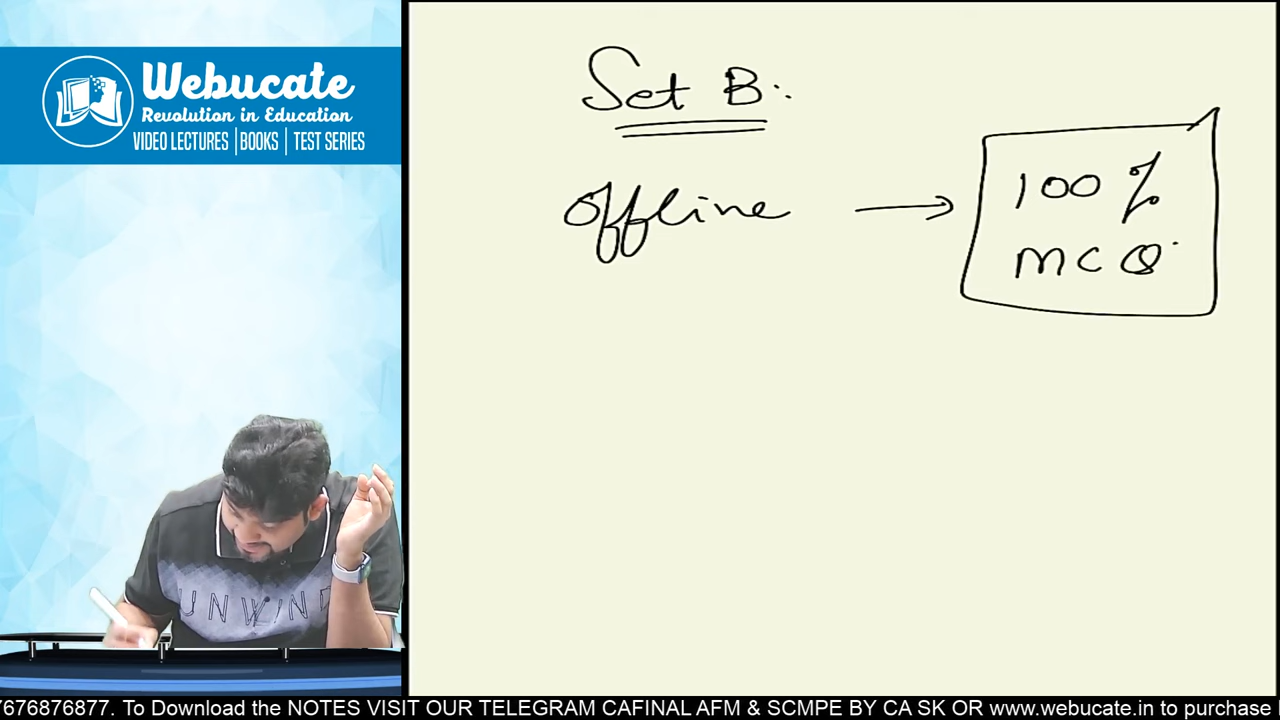 Webucate
Revolution in Education
VIDEO LECTURES | BOOKS | TEST SERIES
Set B:
offline → 100 %
MCQ
UNWIND
7676876877. To Download the NOTES VISIT OUR TELEGRAM CAFINAL AFM & SCMPE BY CA SK OR www.webucate.in to purchase